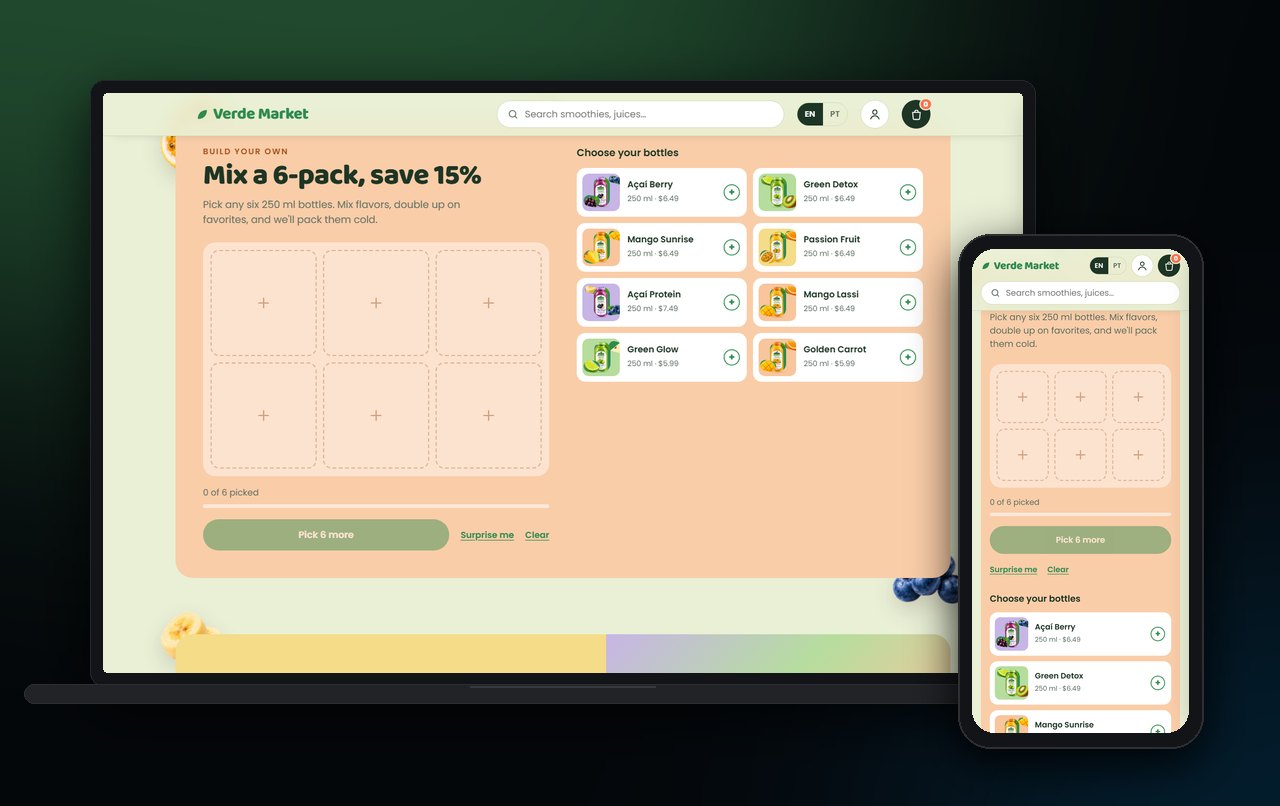 Verde Market
Search smoothies, juices...
EN
PT
0
BUILD YOUR OWN
Mix a 6-pack, save 15%
Pick any six 250 ml bottles. Mix flavors, double up on
favorites, and we'll pack them cold.
0 of 6 picked
Pick 6 more
Surprise me
Clear
Choose your bottles
Açaí Berry
250 ml · $6.49
Green Detox
250 ml · $6.49
Mango Sunrise
250 ml · $6.49
Passion Fruit
250 ml · $6.49
Açaí Protein
250 ml · $7.49
Mango Lassi
250 ml · $6.49
Green Glow
250 ml · $5.99
Golden Carrot
250 ml · $5.99
Verde Market
EN
PT
0
Search smoothies, juices...
Pick any six 250 ml bottles. Mix flavors,
double up on favorites, and we'll pack
them cold.
0 of 6 picked
Pick 6 more
Surprise me
Clear
Choose your bottles
Açaí Berry
250 ml · $6.49
Green Detox
250 ml · $6.49
Mango Sunrise